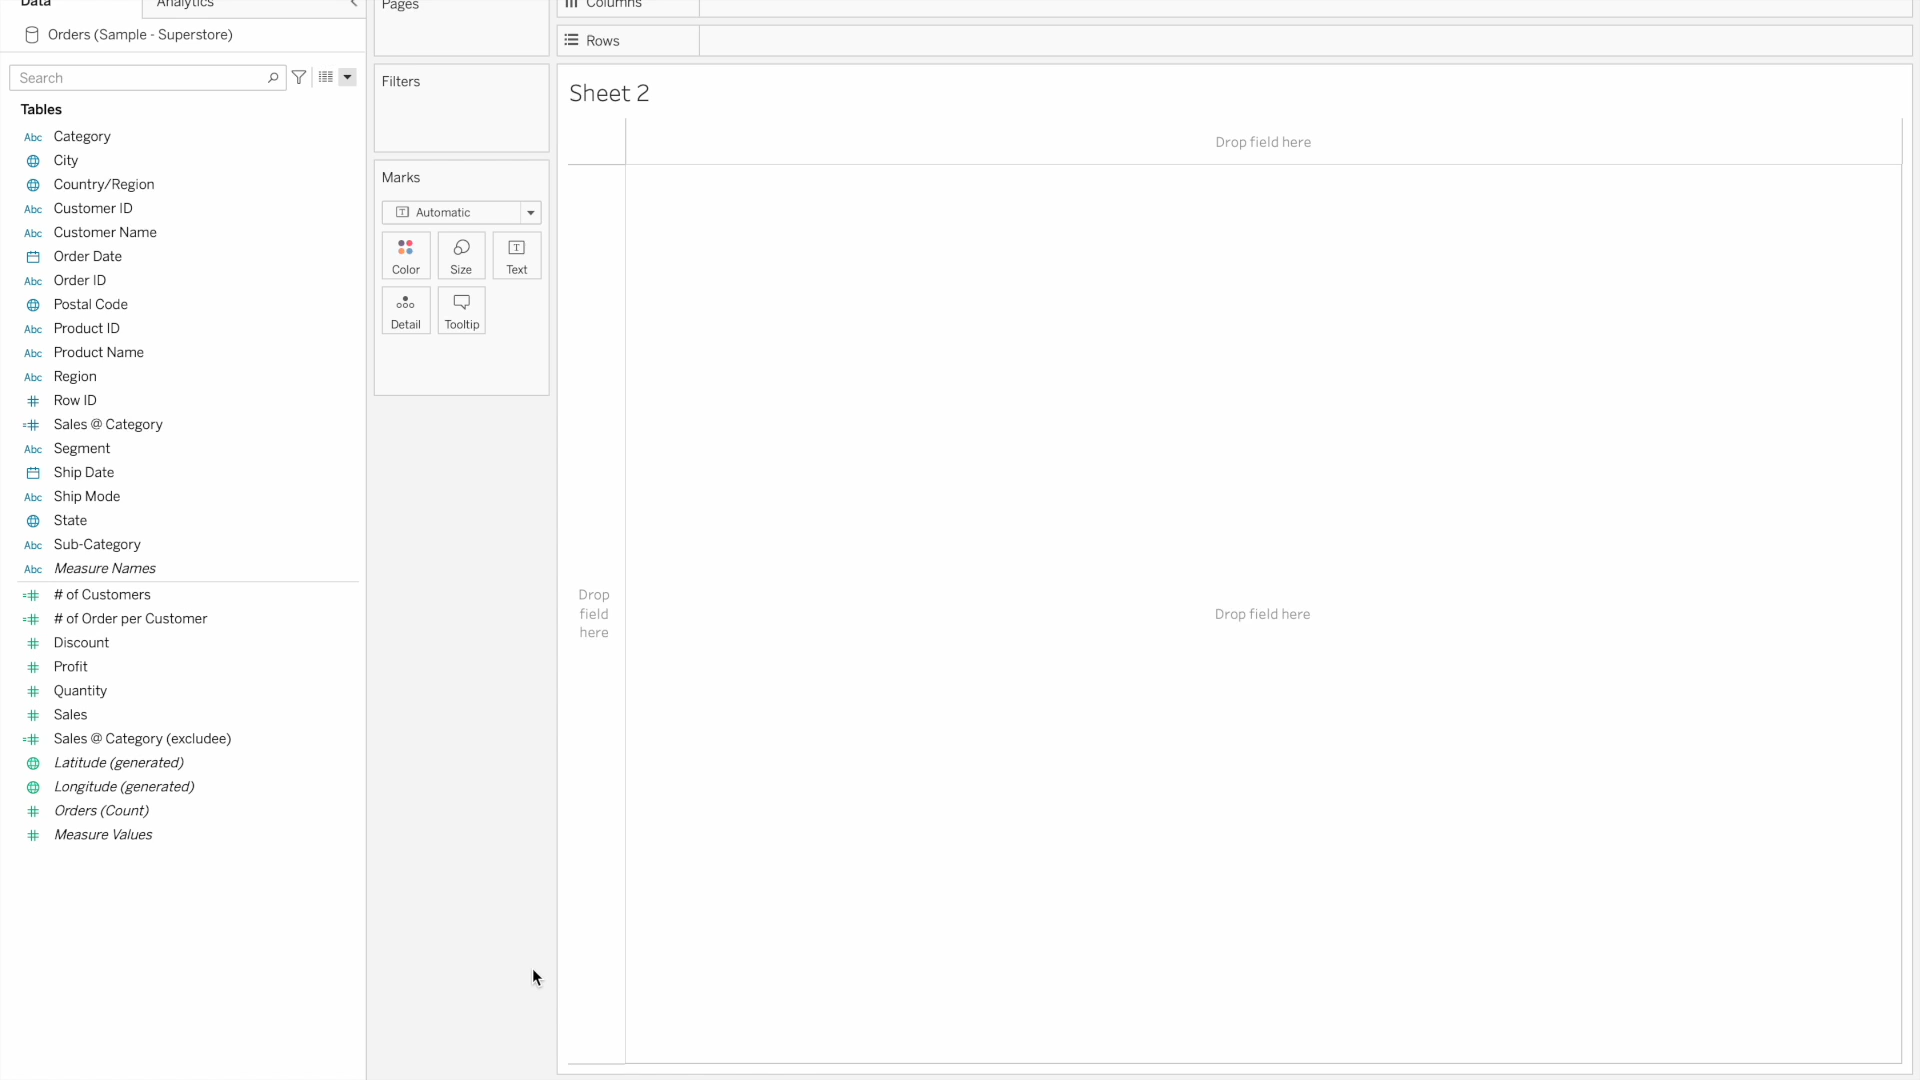 Data
Analytics
Orders (Sample - Superstore)
Search
Tables
Abc Category
City
Country/Region
Abc Customer ID
Abc Customer Name
Order Date
Abc Order ID
Postal Code
Abc Product ID
Abc Product Name
Abc Region
# Row ID
=# Sales @ Category
Abc Segment
Ship Date
Abc Ship Mode
State
Abc Sub-Category
Abc Measure Names
=# # of Customers
=# # of Order per Customer
# Discount
# Profit
# Quantity
# Sales
=# Sales @ Category (excludee)
Latitude (generated)
Longitude (generated)
# Orders (Count)
# Measure Values
Pages
Filters
Marks
T Automatic
Color
Size
T
Text
Detail
Tooltip
Columns
Rows
Sheet 2
Drop field here
Drop
field
here
Drop field here